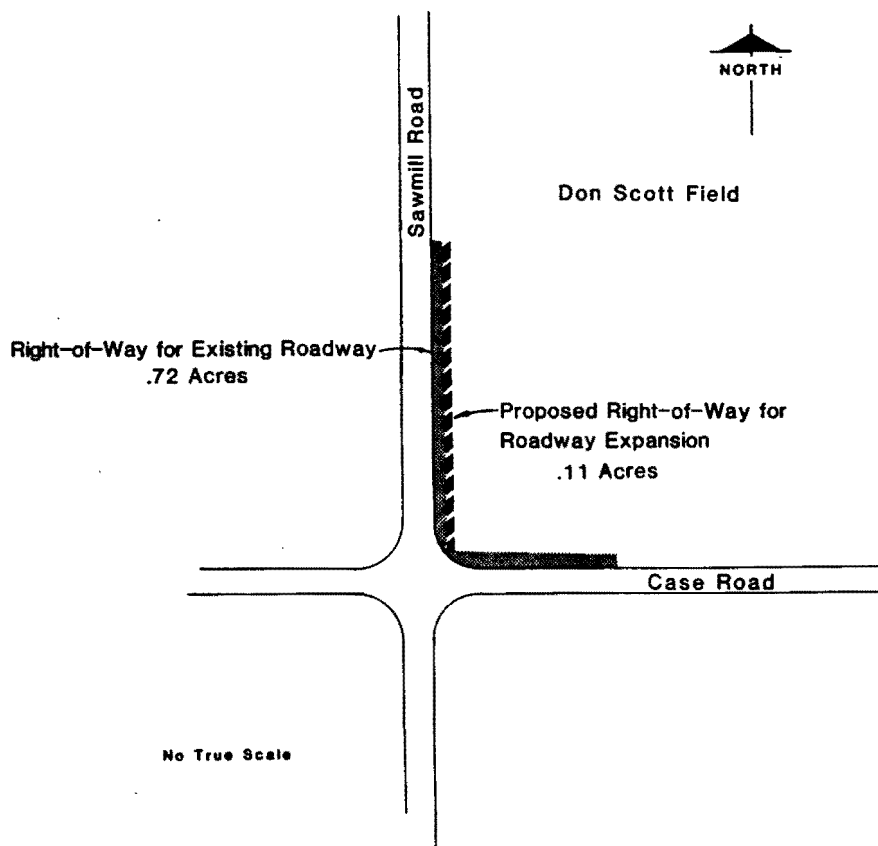 NORTH
Sawmill Road
Don Scott Field
Right-of-Way for Existing Roadway
.72 Acres
Proposed Right-of-Way for
Roadway Expansion
.11 Acres
Case Road
No True Scale